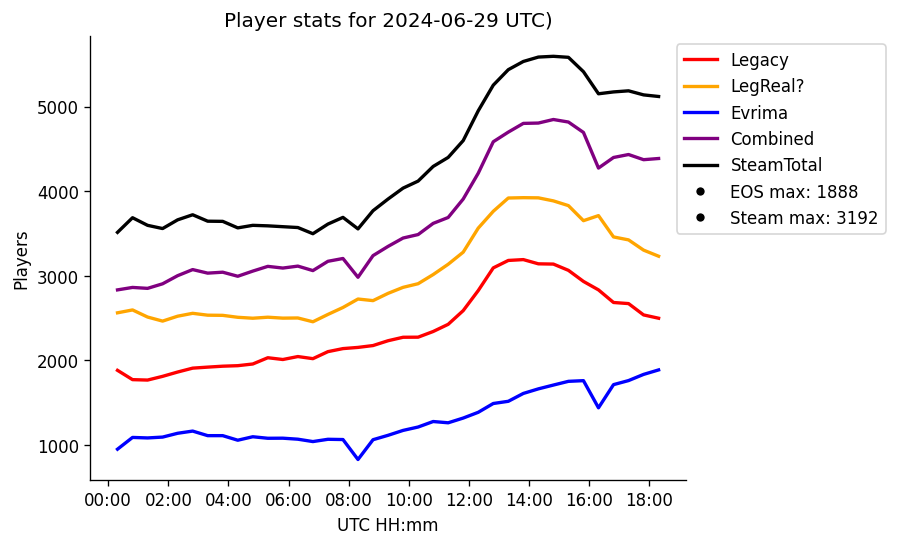 Player stats for 2024-06-29 UTC)
Legacy
LegReal?
Evrima
Combined
SteamTotal
EOS max: 1888
Steam max: 3192
Players
5000
4000
3000
2000
1000
00:00 02:00 04:00 06:00 08:00 10:00 12:00 14:00 16:00 18:00
UTC HH:mm